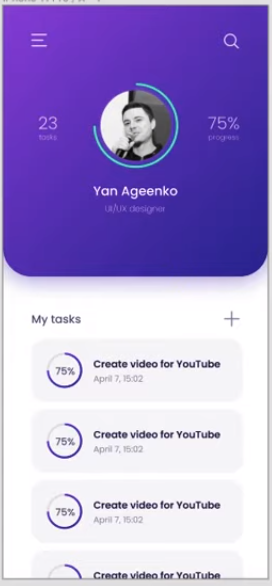 23
tasks
75%
progress
Yan Ageenko
UI/UX designer
My tasks
75%
Create video for YouTube
April 7, 15:02
75%
Create video for YouTube
April 7, 15:02
75%
Create video for YouTube
April 7, 15:02
Create video for YouTube